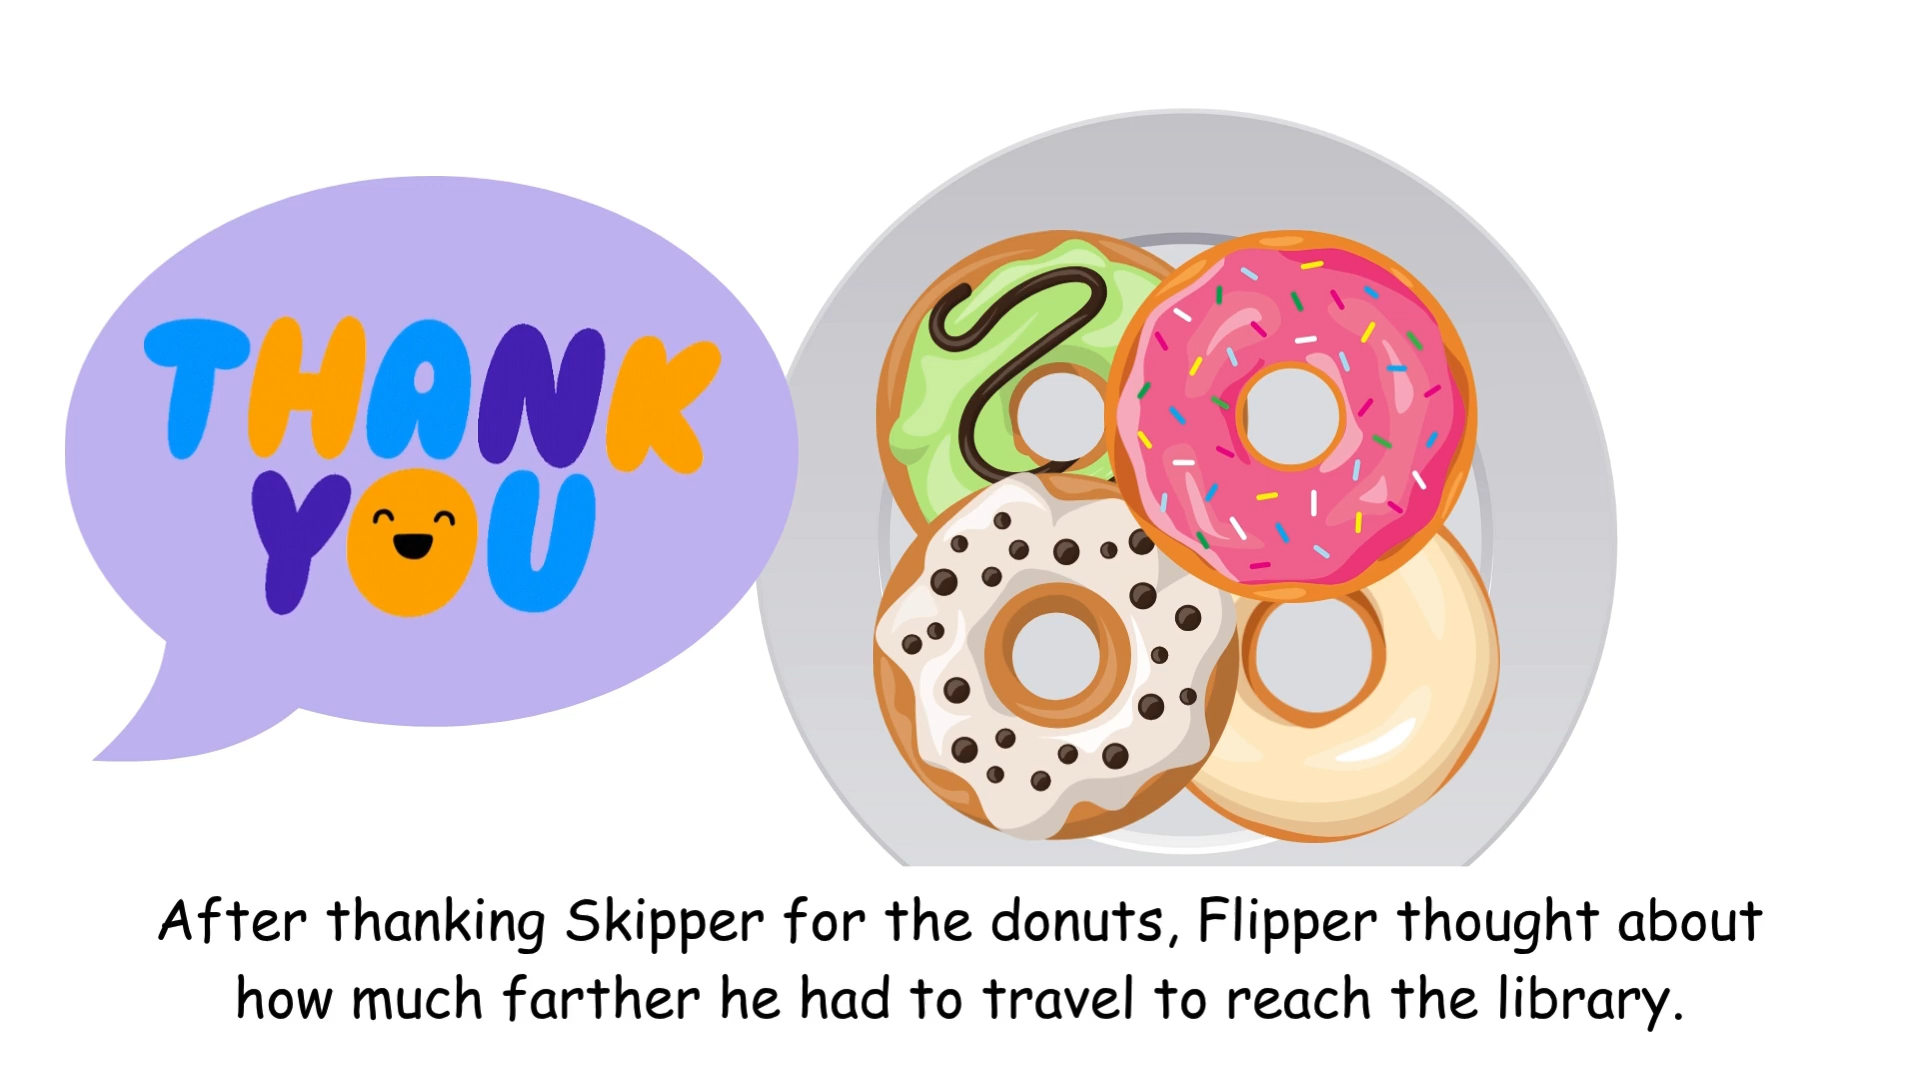 THANK
YOU
After thanking Skipper for the donuts, Flipper thought about
how much farther he had to travel to reach the library.